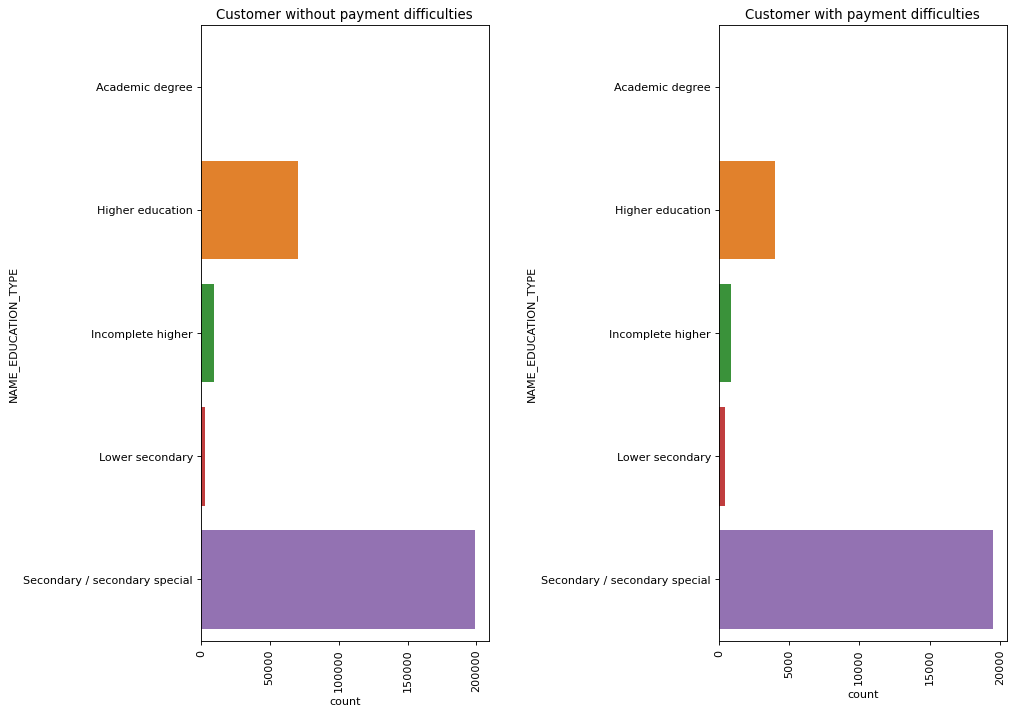 Customer without payment difficulties
NAME_EDUCATION_TYPE
Academic degree
Higher education
Incomplete higher
Lower secondary
Secondary / secondary special
0
50000
100000
150000
200000
count
Customer with payment difficulties
NAME_EDUCATION_TYPE
Academic degree
Higher education
Incomplete higher
Lower secondary
Secondary / secondary special
0
5000
10000
15000
20000
count